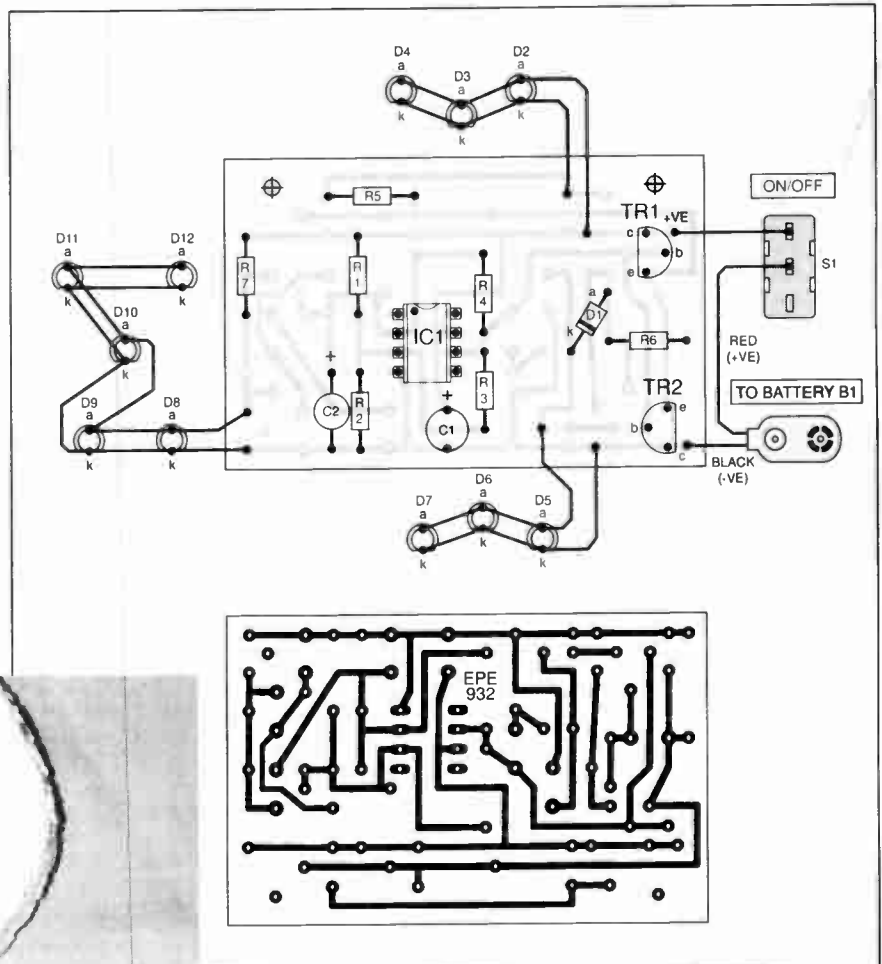 D4
a
k
D3
a
k
D2
a
k
ON/OFF
S1
R5
TR1 +VE
c
b
e
D11
a
k
D12
a
k
D10
a
k
D9
a
k
D8
a
k
R
7
R
1
R
4
a
D1
k
IC1
R6
RED
(+VE)
TO BATTERY B1
+
C2
R
2
+
C1
R
3
TR2
e
b
c
BLACK
(-VE)
D7
a
k
D6
a
k
D5
a
k
EPE
932